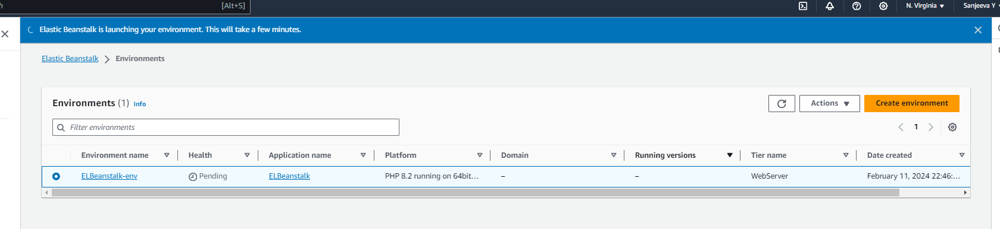 [Alt+S]
N. Virginia
Sanjeeva Y
Elastic Beanstalk is launching your environment. This will take a few minutes.
Elastic Beanstalk
Environments
Environments (1) Info
Actions
Create environment
Filter environments
1
Environment name
Health
Application name
Platform
Domain
Running versions
Tier name
Date created
ELBeanstalk-env
Pending
ELBeanstalk
PHP 8.2 running on 64bit...
–
–
WebServer
February 11, 2024 22:46:...